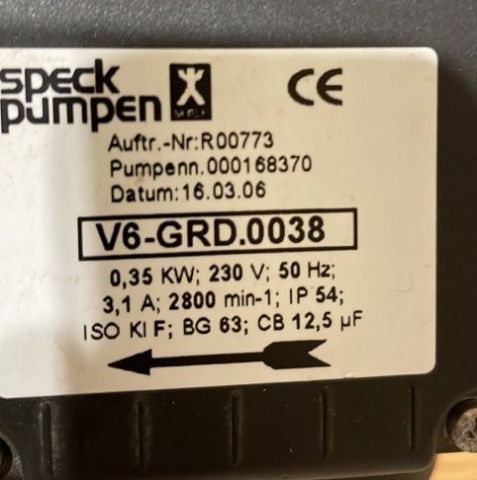 speck
pumpen
CE
Auftr.-Nr:R00773
Pumpenn.000168370
Datum:16.03.06
V6-GRD.0038
0,35 KW; 230 V; 50 Hz;
3,1 A; 2800 min-1; IP 54;
ISO Kl F; BG 63; CB 12,5 µF